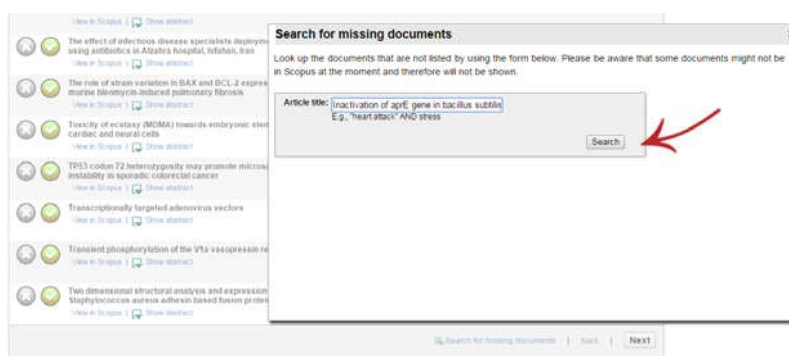 View in Scopus | Show abstract
The effect of infectious disease specialists deploym
using antibiotics in Alzahra hospital, Isfahan, Iran
View in Scopus | Show abstract
The role of strain variation in BAX and BCL-2 expres
murine bleomycin-induced pulmonary fibrosis
View in Scopus | Show abstract
Toxicity of ecstasy (MDMA) towards embryonic stem
cardiac and neural cells
View in Scopus | Show abstract
TP53 codon 72 heterozygosity may promote microsa
instability in sporadic colorectal cancer
View in Scopus | Show abstract
Transcriptionally targeted adenovirus vectors
View in Scopus | Show abstract
Transient phosphorylation of the V1a vasopressin re
View in Scopus | Show abstract
Two dimensional structural analysis and expression
Staphylococcus aureus adhesin based fusion protei
View in Scopus | Show abstract
Search for missing documents
Look up the documents that are not listed by using the form below. Please be aware that some documents might not be
in Scopus at the moment and therefore will not be shown.
Article title: Inactivation of aprE gene in bacillus subtilis
E.g., "heart attack" AND stress
Search
Search for missing documents | Back | Next